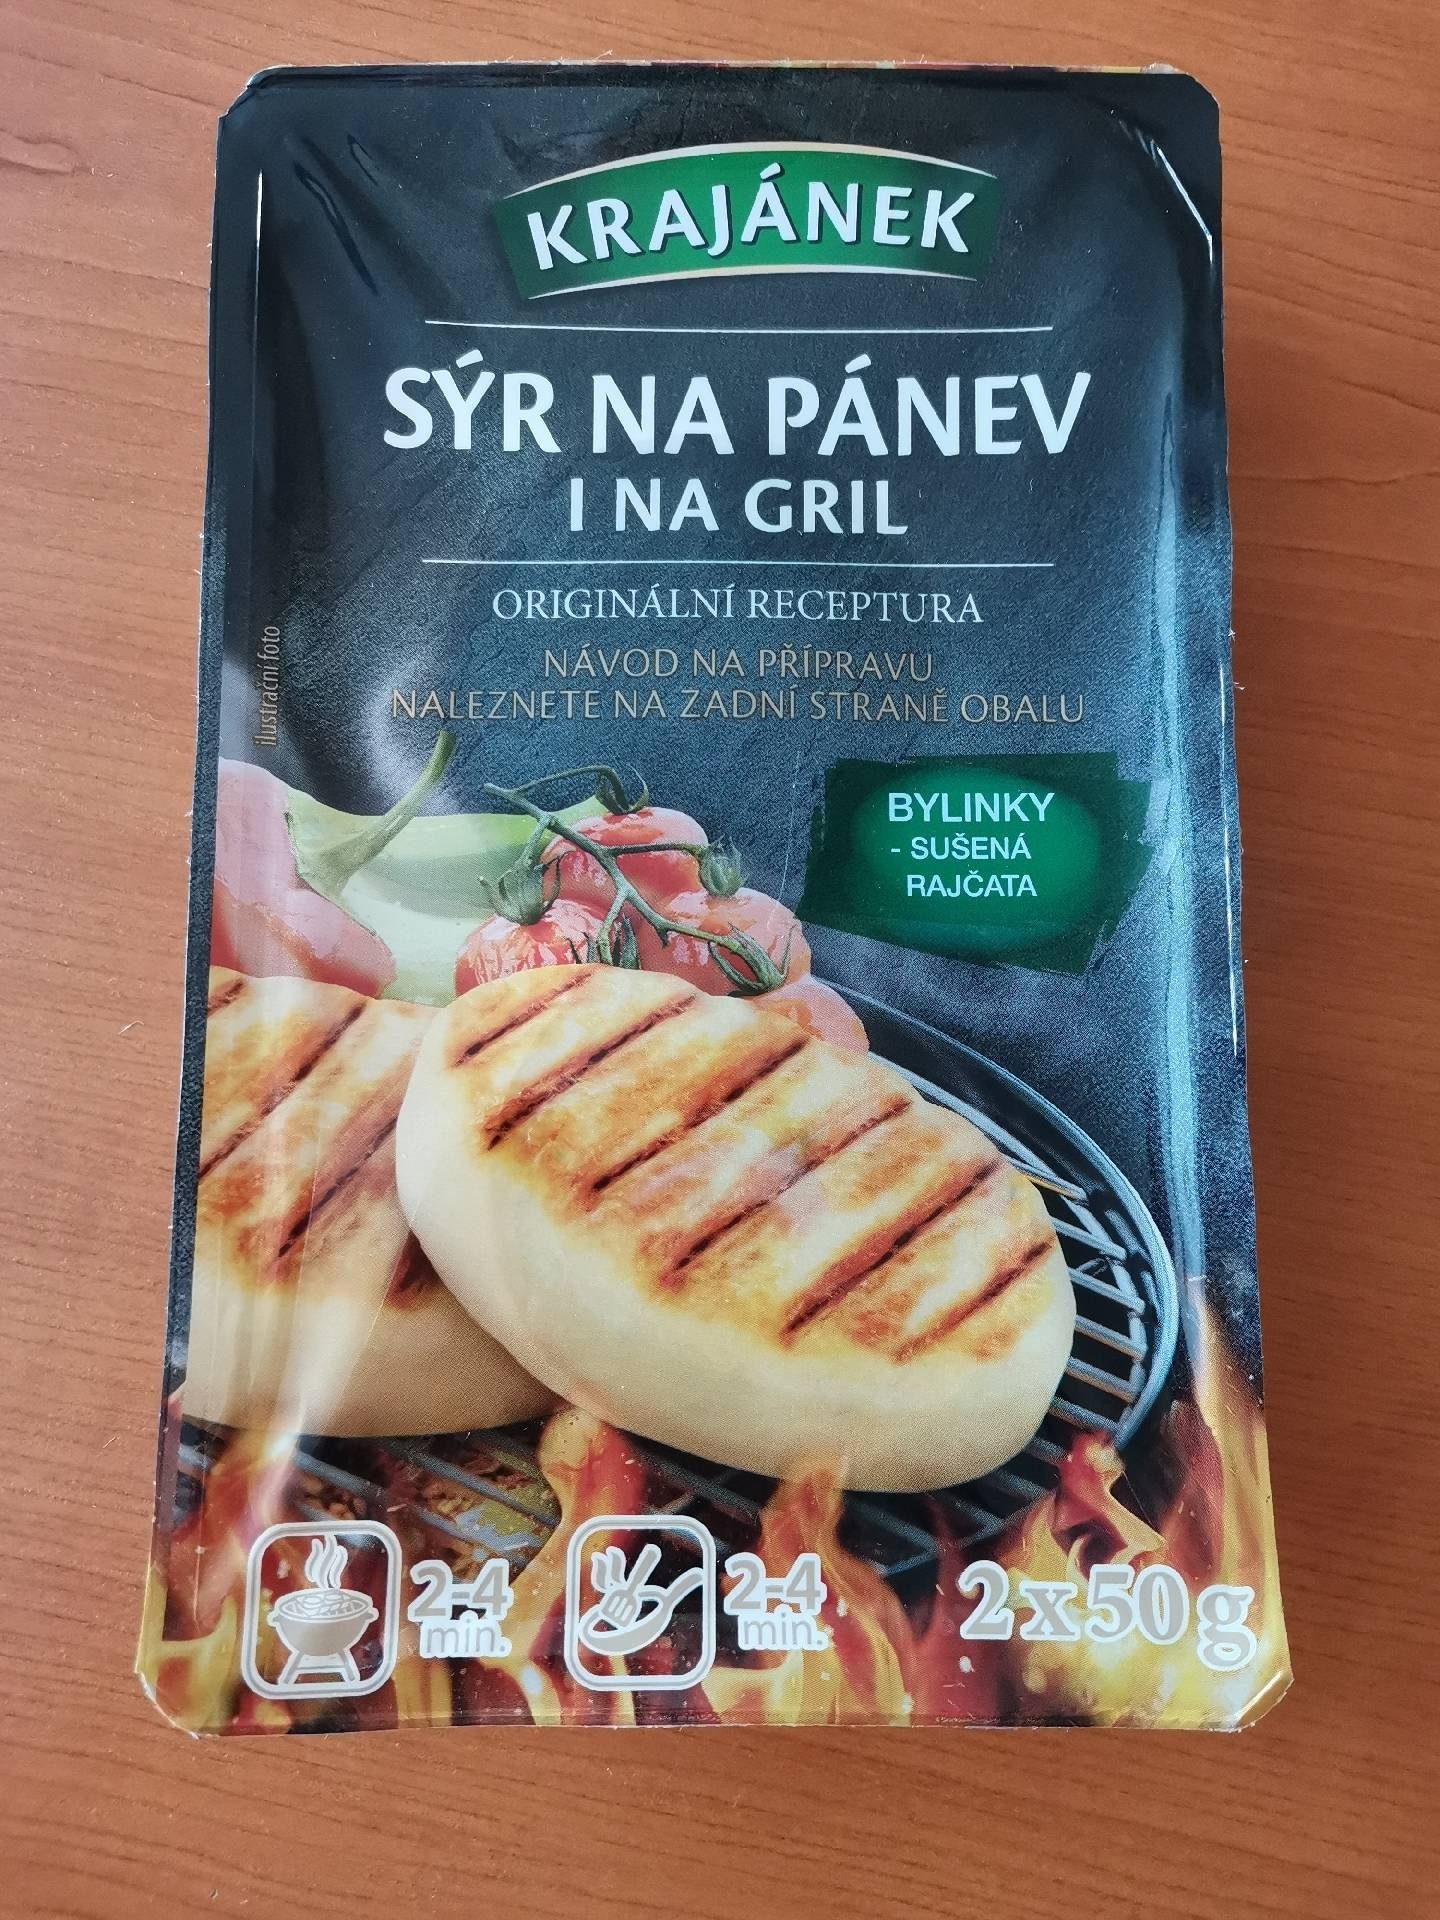 KRAJÁNEK
SÝR NA PÁNEV
I NA GRIL
ORIGINÁLNÍ RECEPTURA
NÁVOD NA PŘÍPRAVU
NALEZNETE NA ZADNÍ STRANĚ OBALU
ilustrační foto
BYLINKY
- SUŠENÁ
RAJČATA
2-4
min.
2-4
min.
2x50g